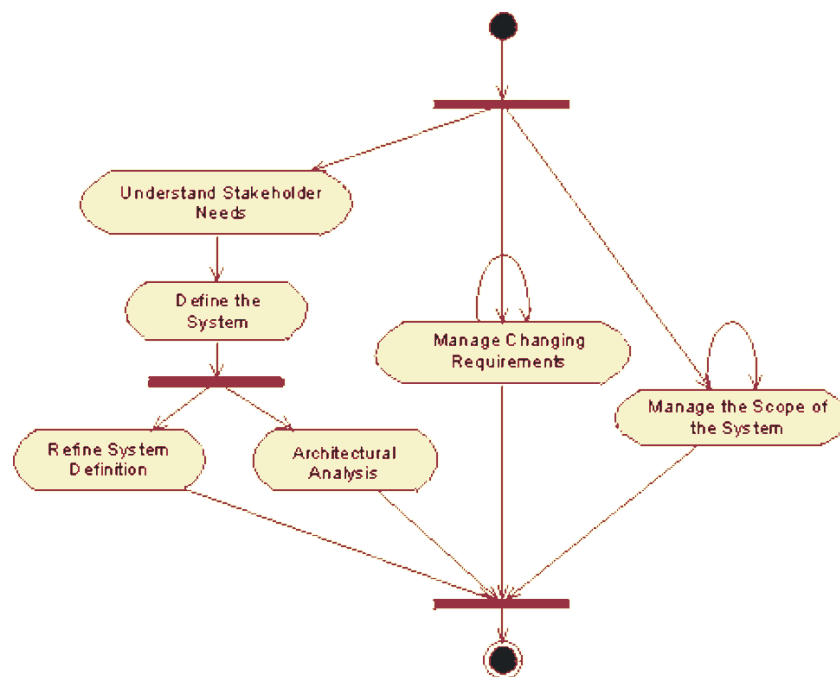 Understand Stakeholder
Needs
Define the
System
Manage Changing
Requirements
Manage the Scope of
the System
Refine System
Definition
Architectural
Analysis